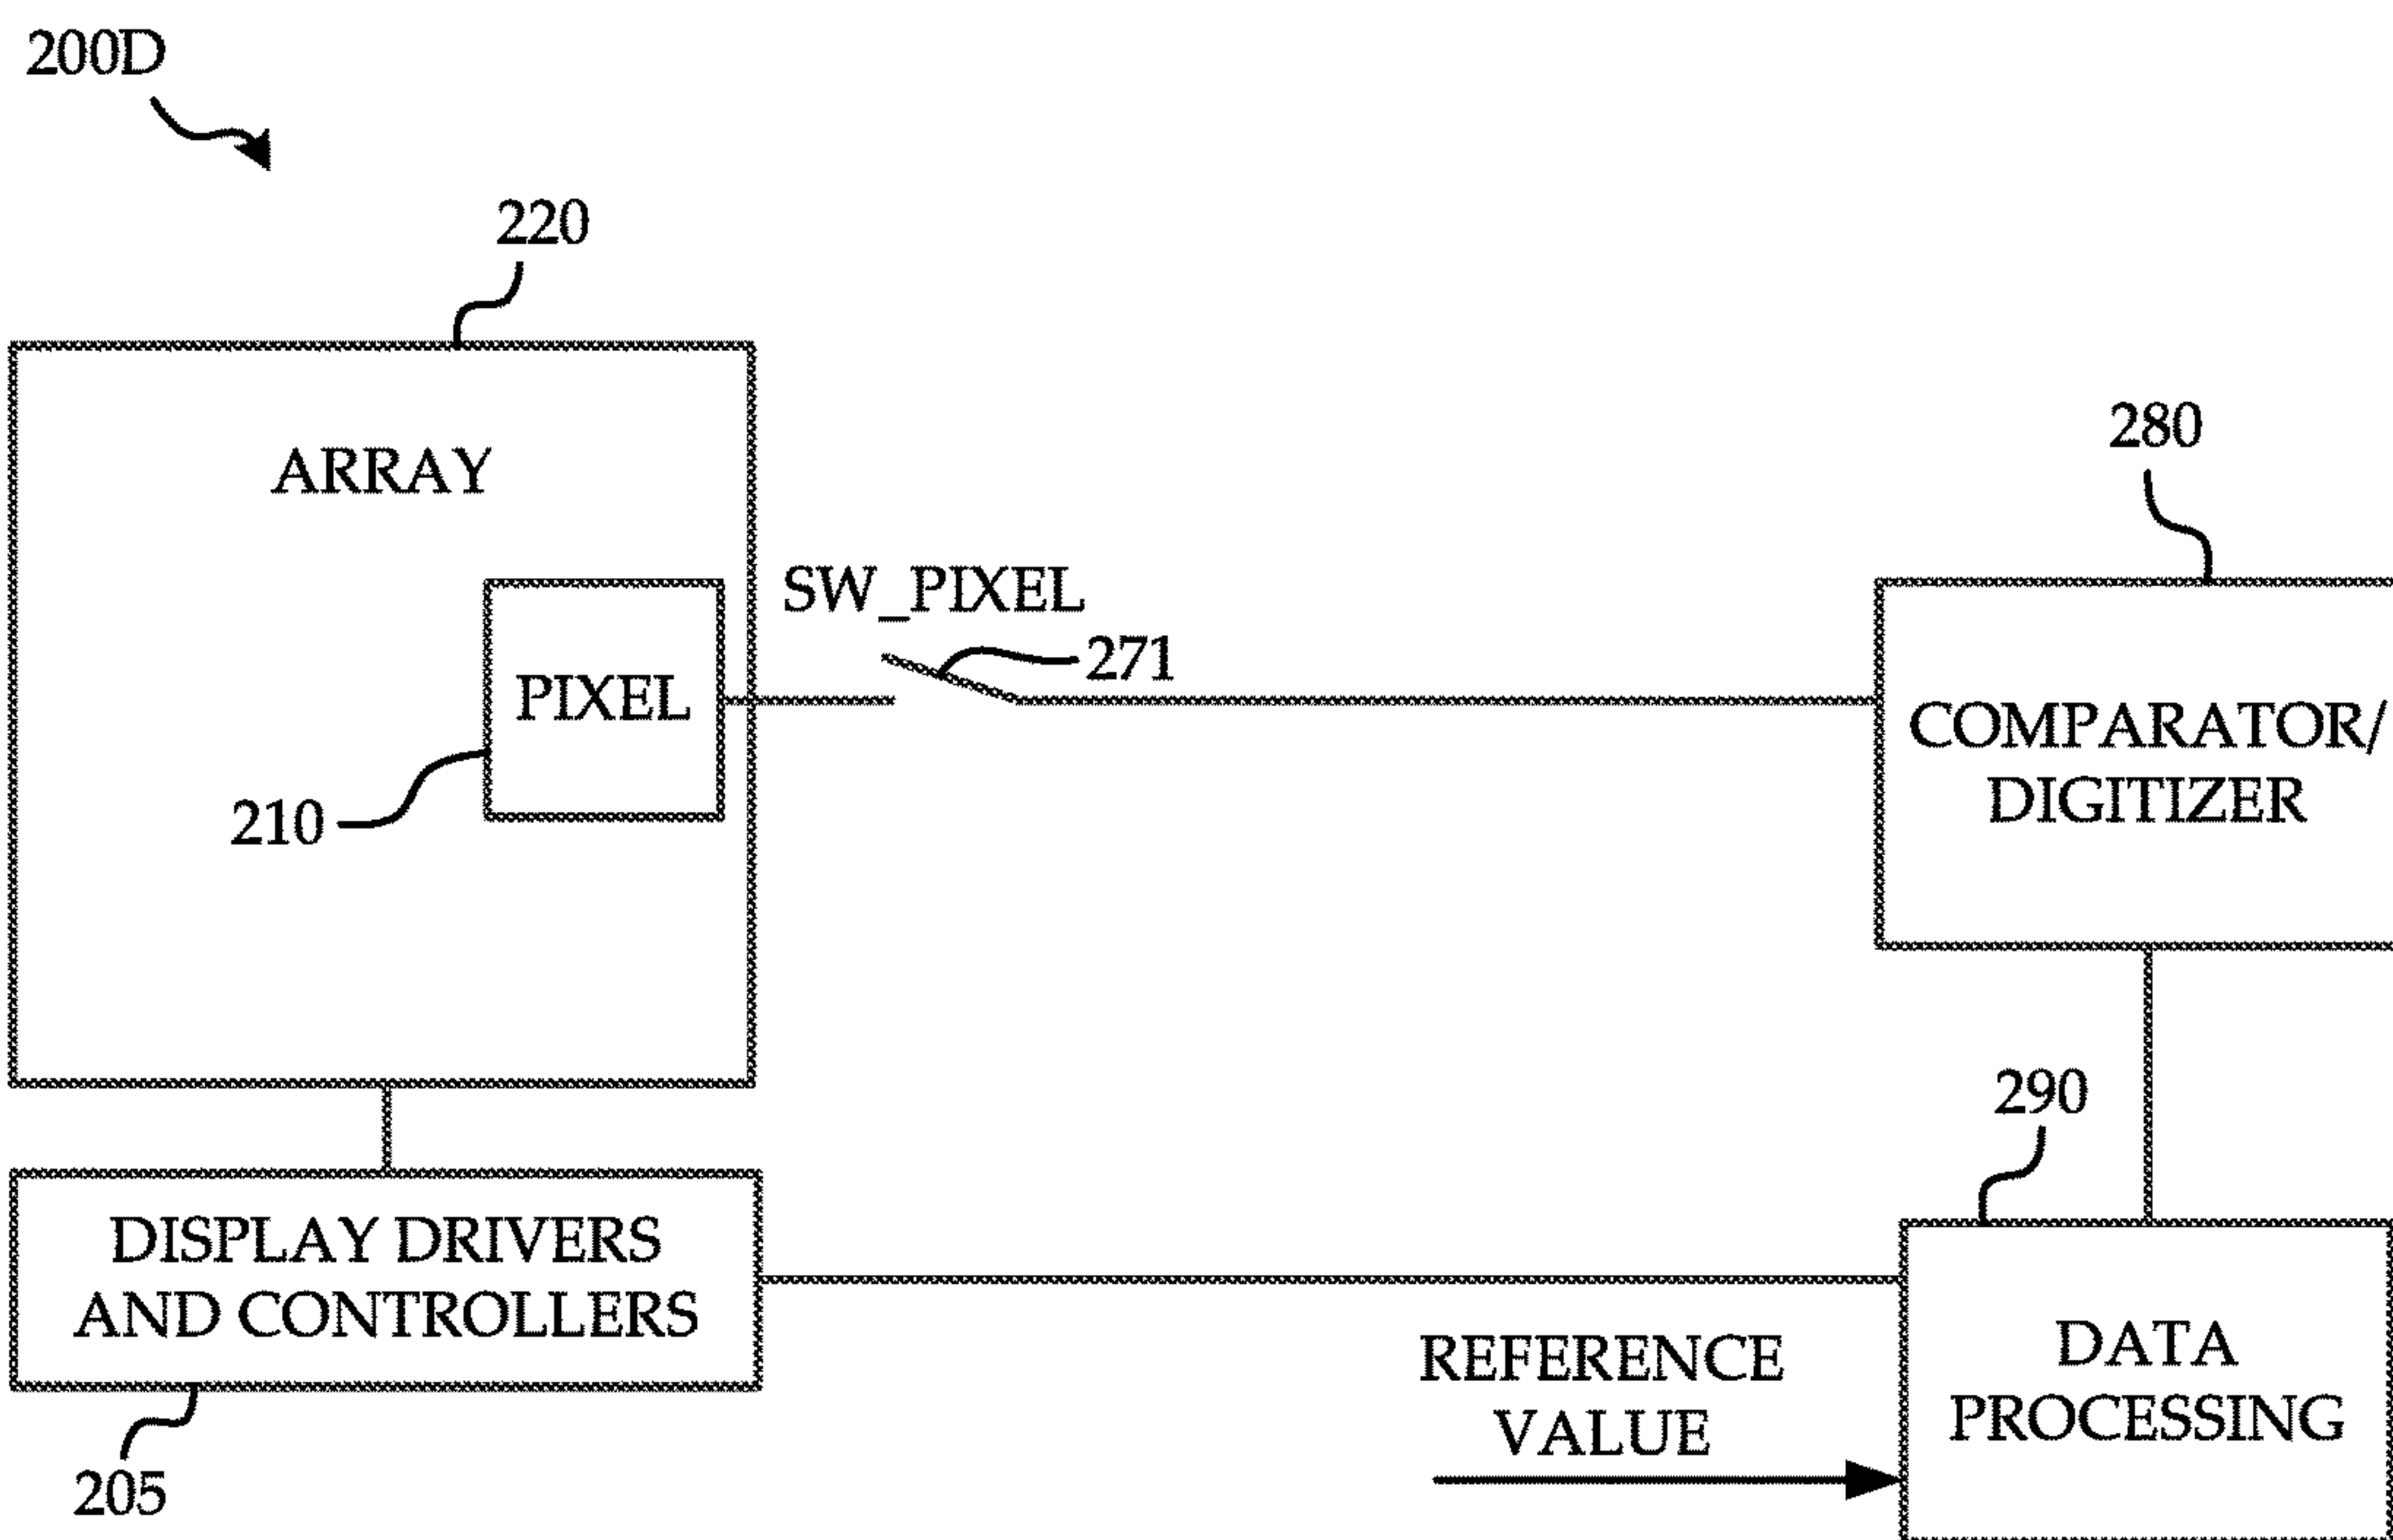 200D
220
ARRAY
280
SW_PIXEL
271
PIXEL
COMPARATOR/
DIGITIZER
210
290
DISPLAY DRIVERS
AND CONTROLLERS
REFERENCE
VALUE
DATA
PROCESSING
205